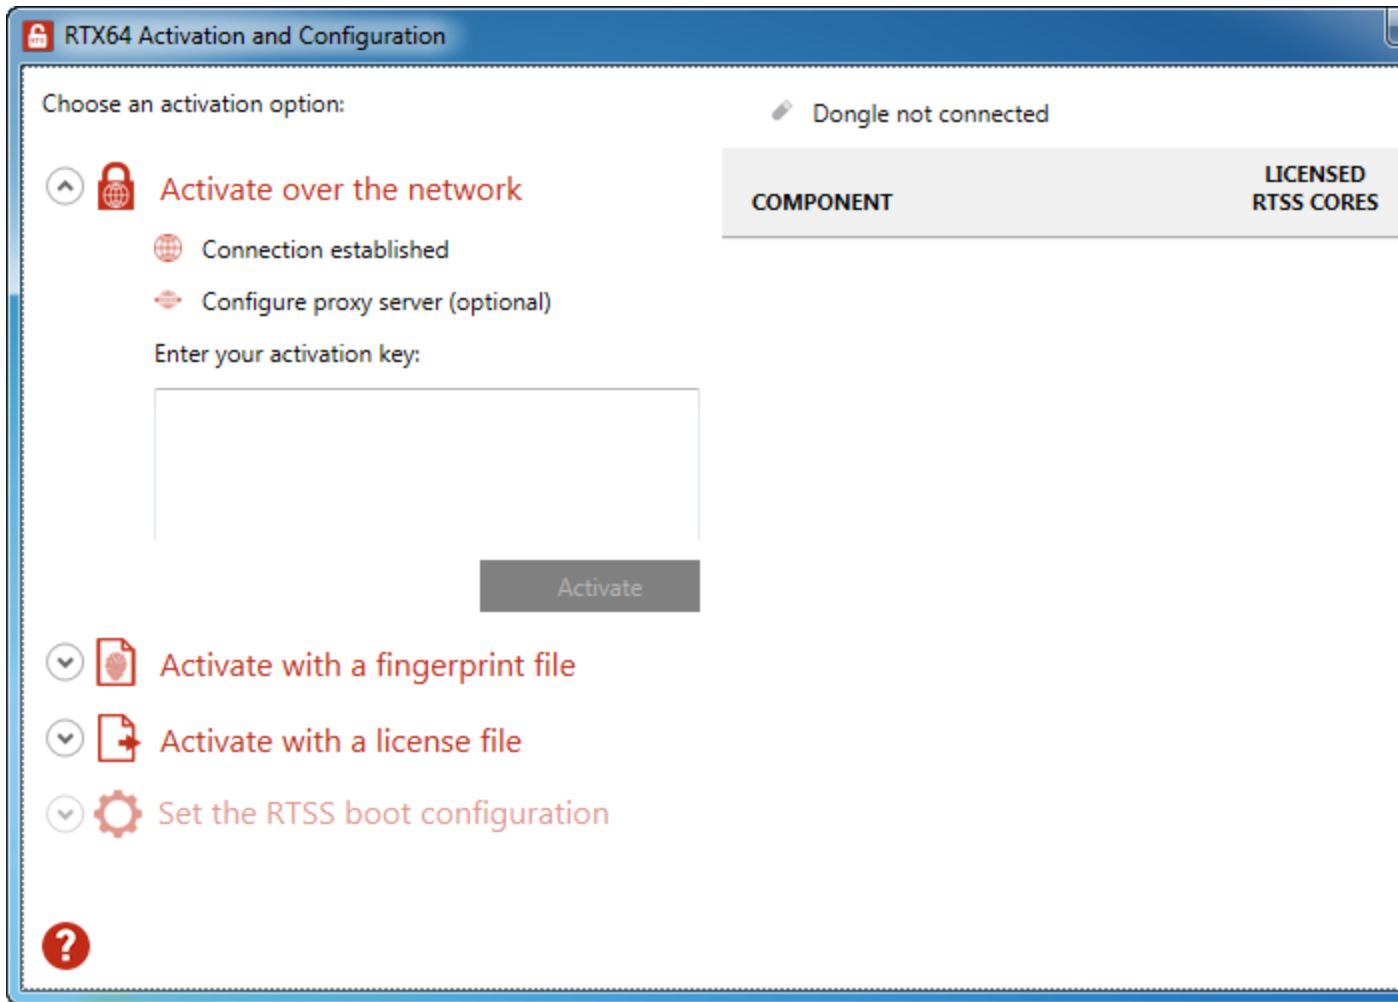 RTX64 Activation and Configuration
Choose an activation option:
Activate over the network
Connection established
Configure proxy server (optional)
Enter your activation key:
Activate
Activate with a fingerprint file
Activate with a license file
Set the RTSS boot configuration
?
Dongle not connected
COMPONENT
LICENSED
RTSS CORES